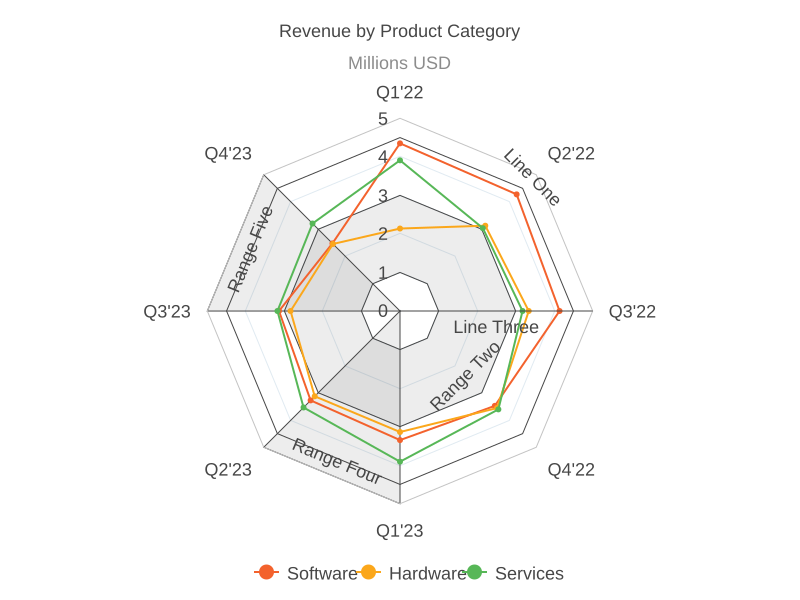 Revenue by Product Category
Millions USD
Q1'22
5
Q4'23
Q2'22
4
Line One
3
Range Five
2
1
Q3'23
0
Q3'22
Line Three
Range Two
Range Four
Q2'23
Q4'22
Q1'23
Software
Hardware
Services